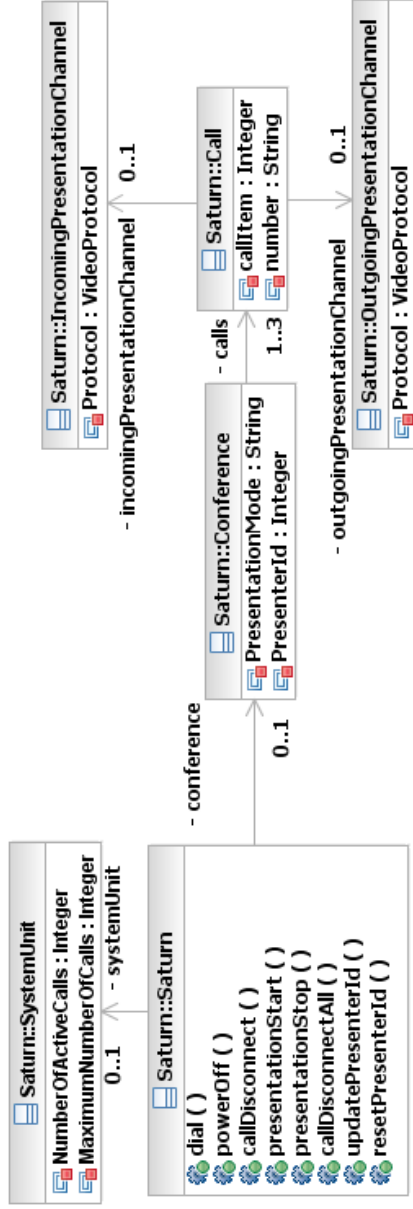 Saturn::SystemUnit
NumberOfActiveCalls : Integer
MaximumNumberOfCalls : Integer
0..1
- systemUnit
Saturn::Saturn
dial ( )
powerOff ( )
callDisconnect ( )
presentationStart ( )
presentationStop ( )
callDisconnectAll ( )
updatePresenterId ( )
resetPresenterId ( )
- conference
0..1
Saturn::Conference
PresentationMode : String
PresenterId : Integer
- calls
1..3
Saturn::Call
callItem : Integer
number : String
- incomingPresentationChannel
0..1
Saturn::IncomingPresentationChannel
Protocol : VideoProtocol
- outgoingPresentationChannel
0..1
Saturn::OutgoingPresentationChannel
Protocol : VideoProtocol